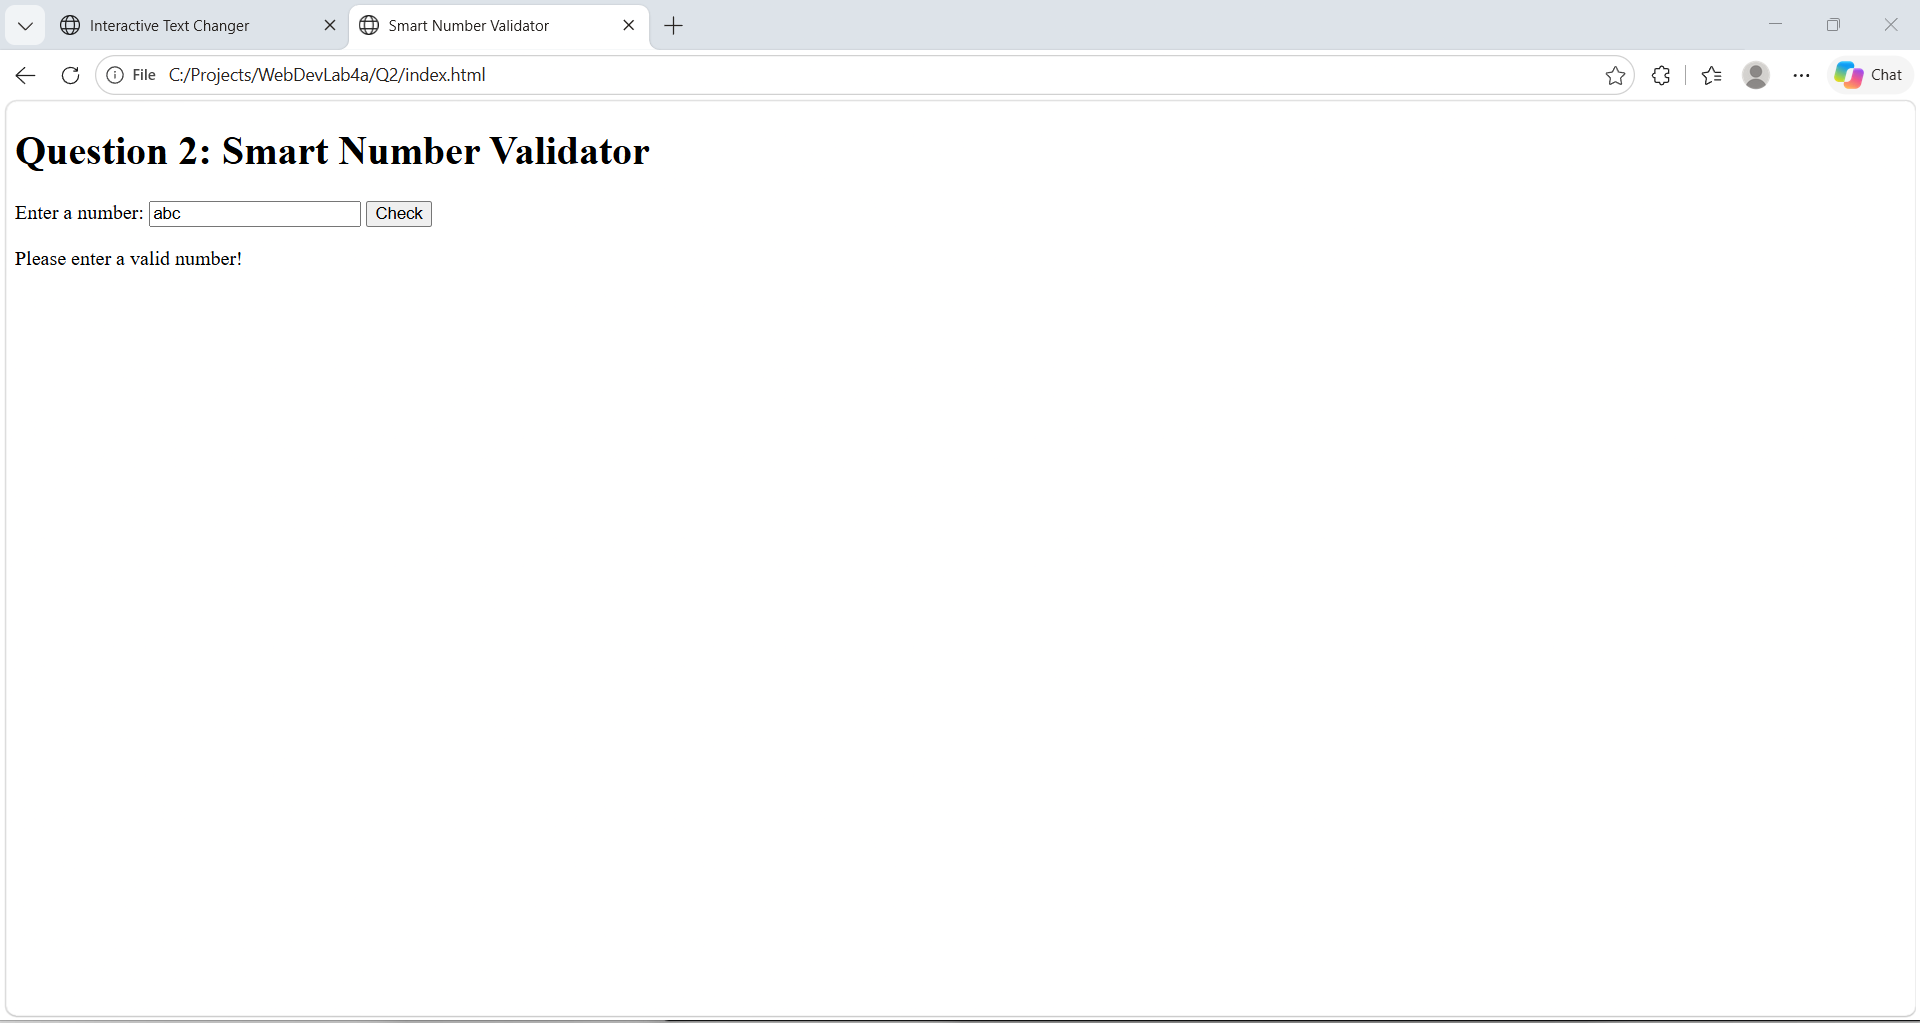 Interactive Text Changer
Smart Number Validator
File C:/Projects/WebDevLab4a/Q2/index.html
Chat
Question 2: Smart Number Validator
Enter a number: abc Check
Please enter a valid number!